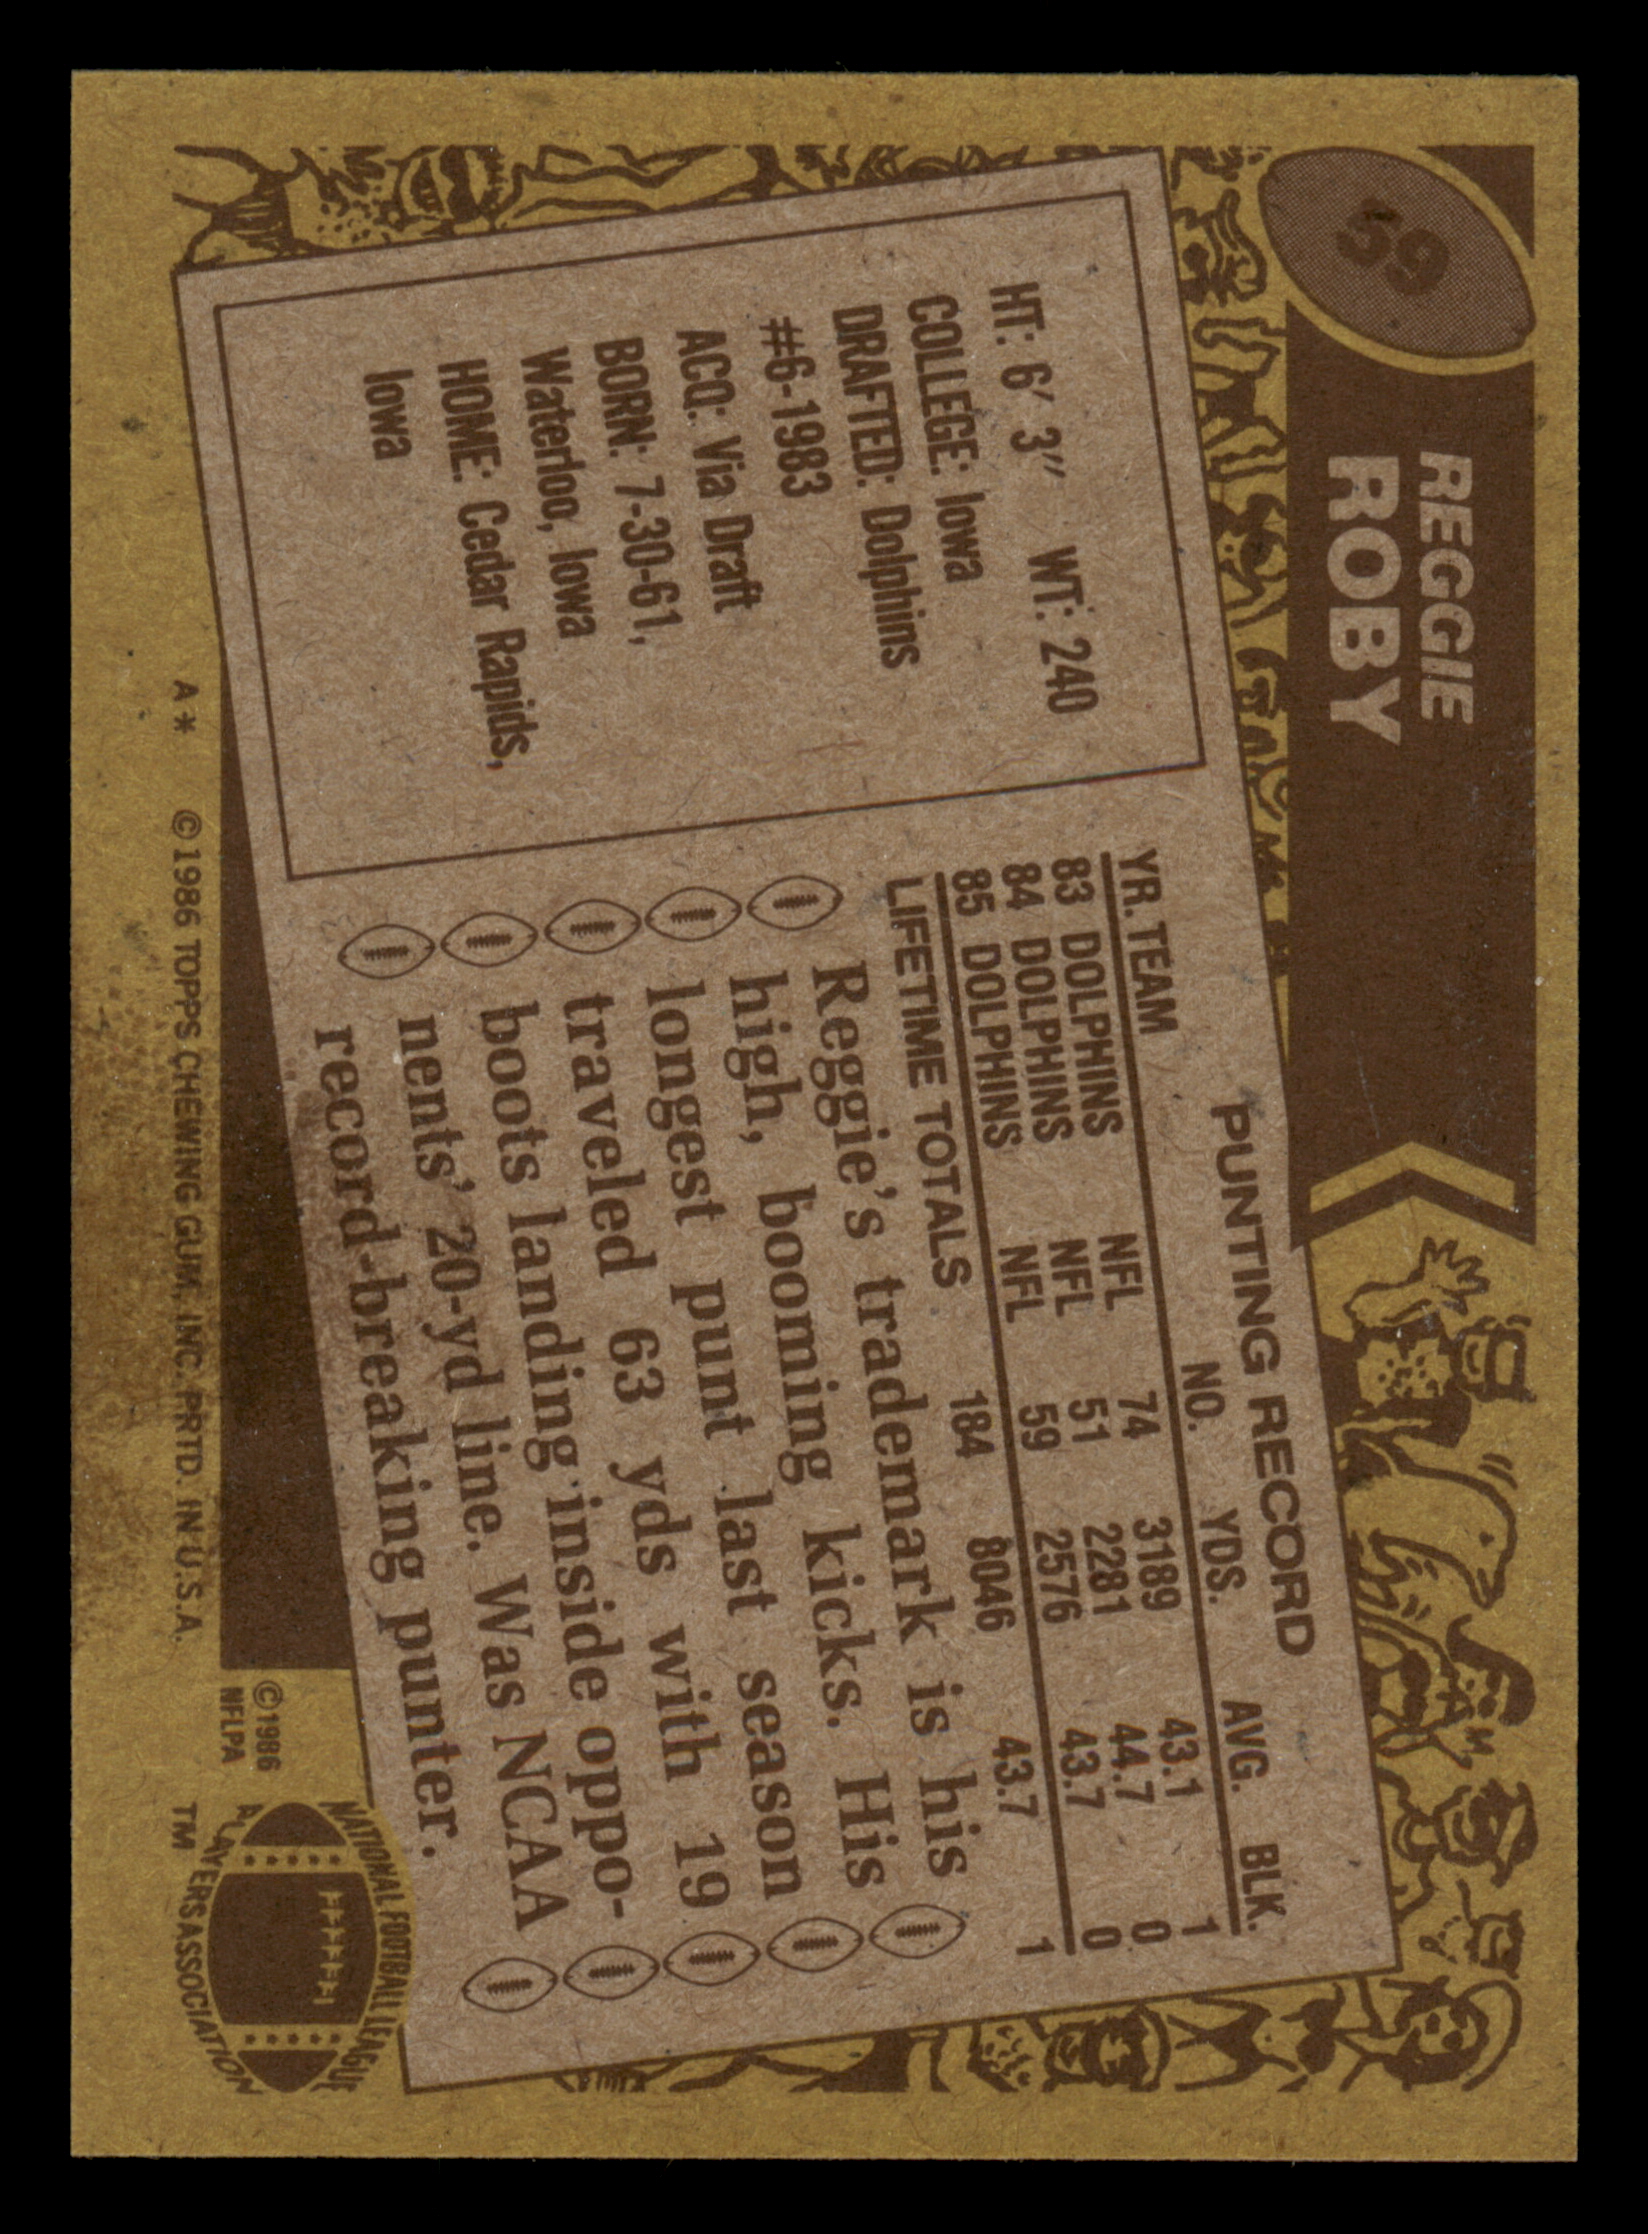 59
REGGIE
ROBY
HT: 6' 3" WT: 240
COLLEGE: Iowa
DRAFTED: Dolphins
#6-1983
ACQ: Via Draft
BORN: 7-30-61,
Waterloo, Iowa
HOME: Cedar Rapids,
Iowa
PUNTING RECORD
YR. TEAM NO. YDS. AVG. BLK.
83 DOLPHINS NFL 74 3189 43.1 1
84 DOLPHINS NFL 51 2281 44.7 0
85 DOLPHINS NFL 59 2576 43.7 0
LIFETIME TOTALS 184 8046 43.7 1
Reggie's trademark is his
high, booming kicks. His
longest punt last season
traveled 63 yds with 19
boots landing inside oppo-
nents' 20-yd line. Was NCAA
record-breaking punter.
A* ©1986 TOPPS CHEWING GUM, INC. PRTD. IN U.S.A.
©1986
NFLPA
NATIONAL FOOTBALL LEAGUE
PLAYERS ASSOCIATION
TM